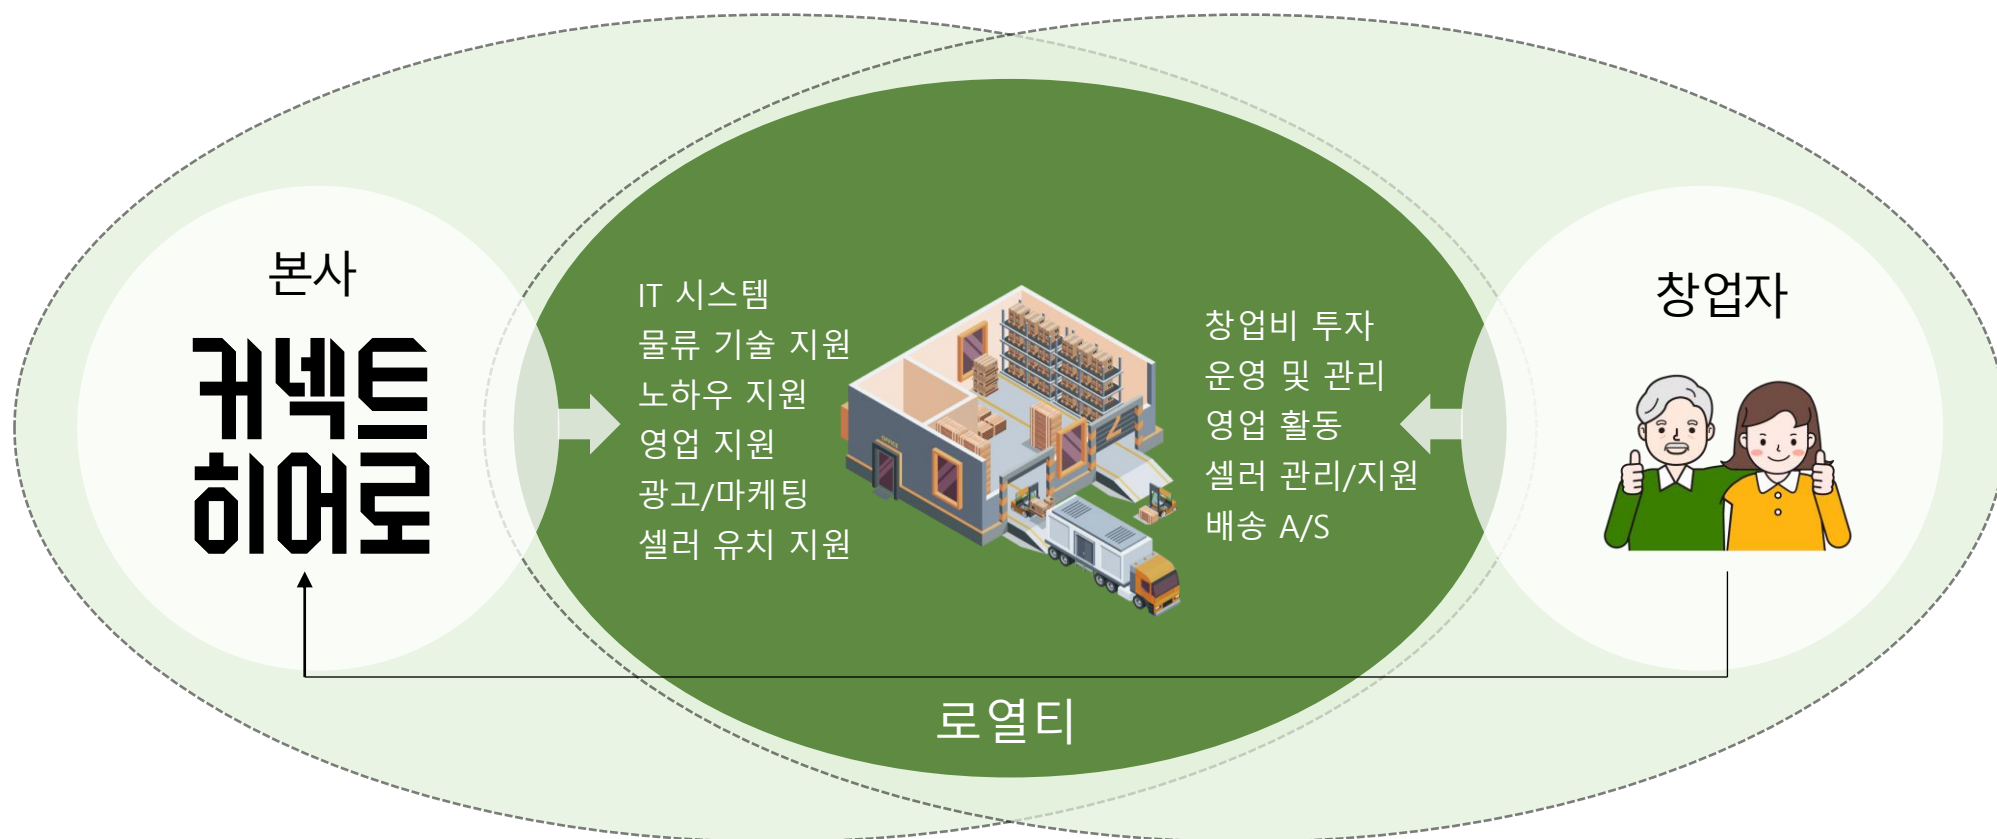 본사
커넥트
히어로
IT 시스템
물류 기술 지원
노하우 지원
영업 지원
광고/마케팅
셀러 유치 지원
창업비 투자
운영 및 관리
영업 활동
셀러 관리/지원
배송 A/S
창업자
로열티